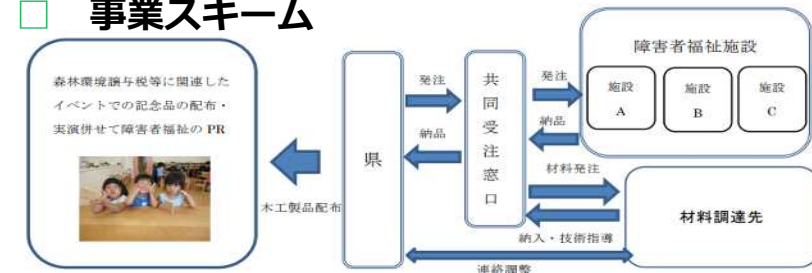 □ 事業スキーム
森林環境譲与税等に関連した
イベントでの記念品の配布・
実演併せて障害者福祉の PR
木工製品配布
県
発注
納品
共同受注窓口
発注
納品
障害者福祉施設
施設
A
施設
B
施設
C
材料発注
納入・技術指導
材料調達先
連絡調整